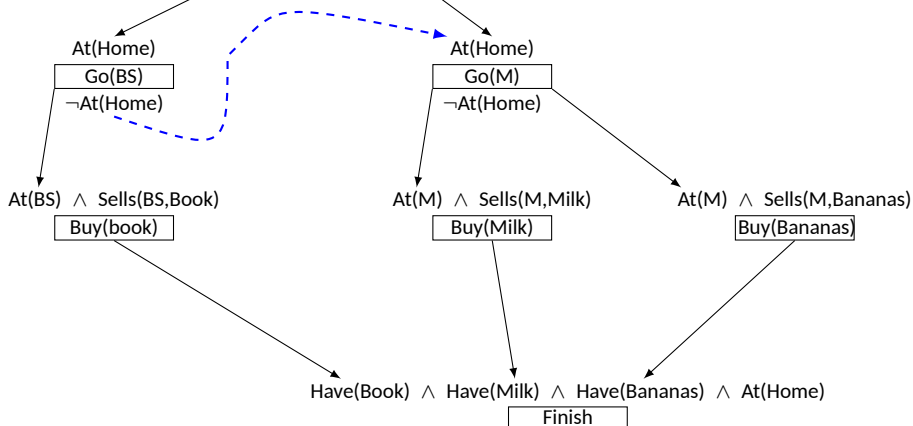 At(Home) At(Home)
Go(BS) Go(M)
¬At(Home) ¬At(Home)
At(BS) ∧ Sells(BS,Book) At(M) ∧ Sells(M,Milk) At(M) ∧ Sells(M,Bananas)
Buy(book) Buy(Milk) Buy(Bananas)
Have(Book) ∧ Have(Milk) ∧ Have(Bananas) ∧ At(Home)
Finish